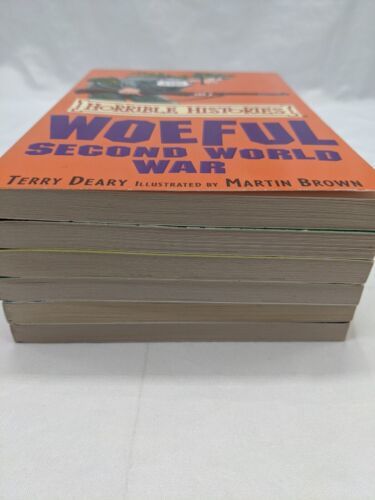 HORRIBLE HISTORIES
WOEFUL
SECOND WORLD
WAR
TERRY DEARY ILLUSTRATED BY MARTIN BROWN